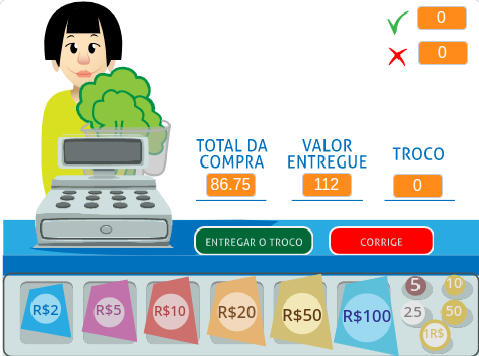 0
0
TOTAL DA COMPRA
86.75
VALOR ENTREGUE
112
TROCO
0
ENTREGAR O TROCO
CORRIGE
R$2
R$5
R$10
R$20
R$50
R$100
5
10
25
50
1R$